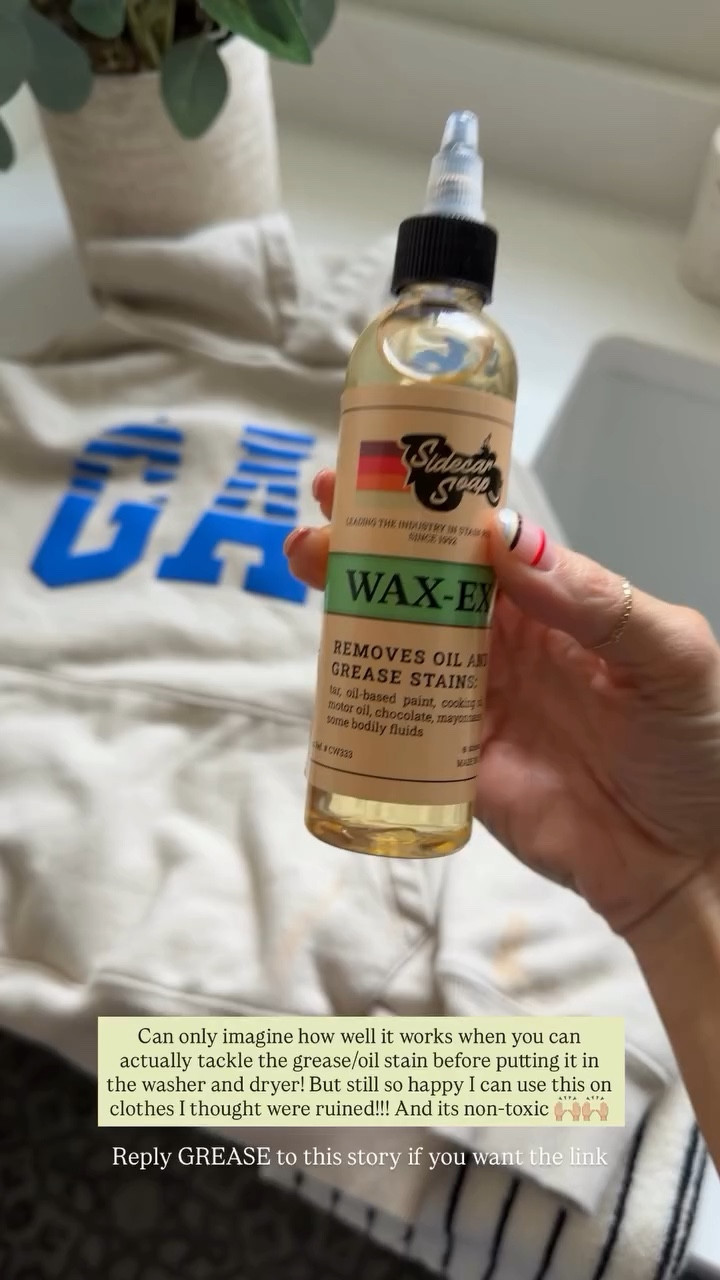 GA
Sidecar
Soap
LEADING THE INDUSTRY IN STAIN
SINCE 1992
WAX-EX
REMOVES OIL AND
GREASE STAINS:
tar, oil-based paint, cooking
motor oil, chocolate, mayonnaise
some bodily fluids
# CW333
MADE
Can only imagine how well it works when you can
actually tackle the grease/oil stain before putting it in
the washer and dryer! But still so happy I can use this on
clothes I thought were ruined!!! And its non-toxic 🙌🏼🙌🏼
Reply GREASE to this story if you want the link